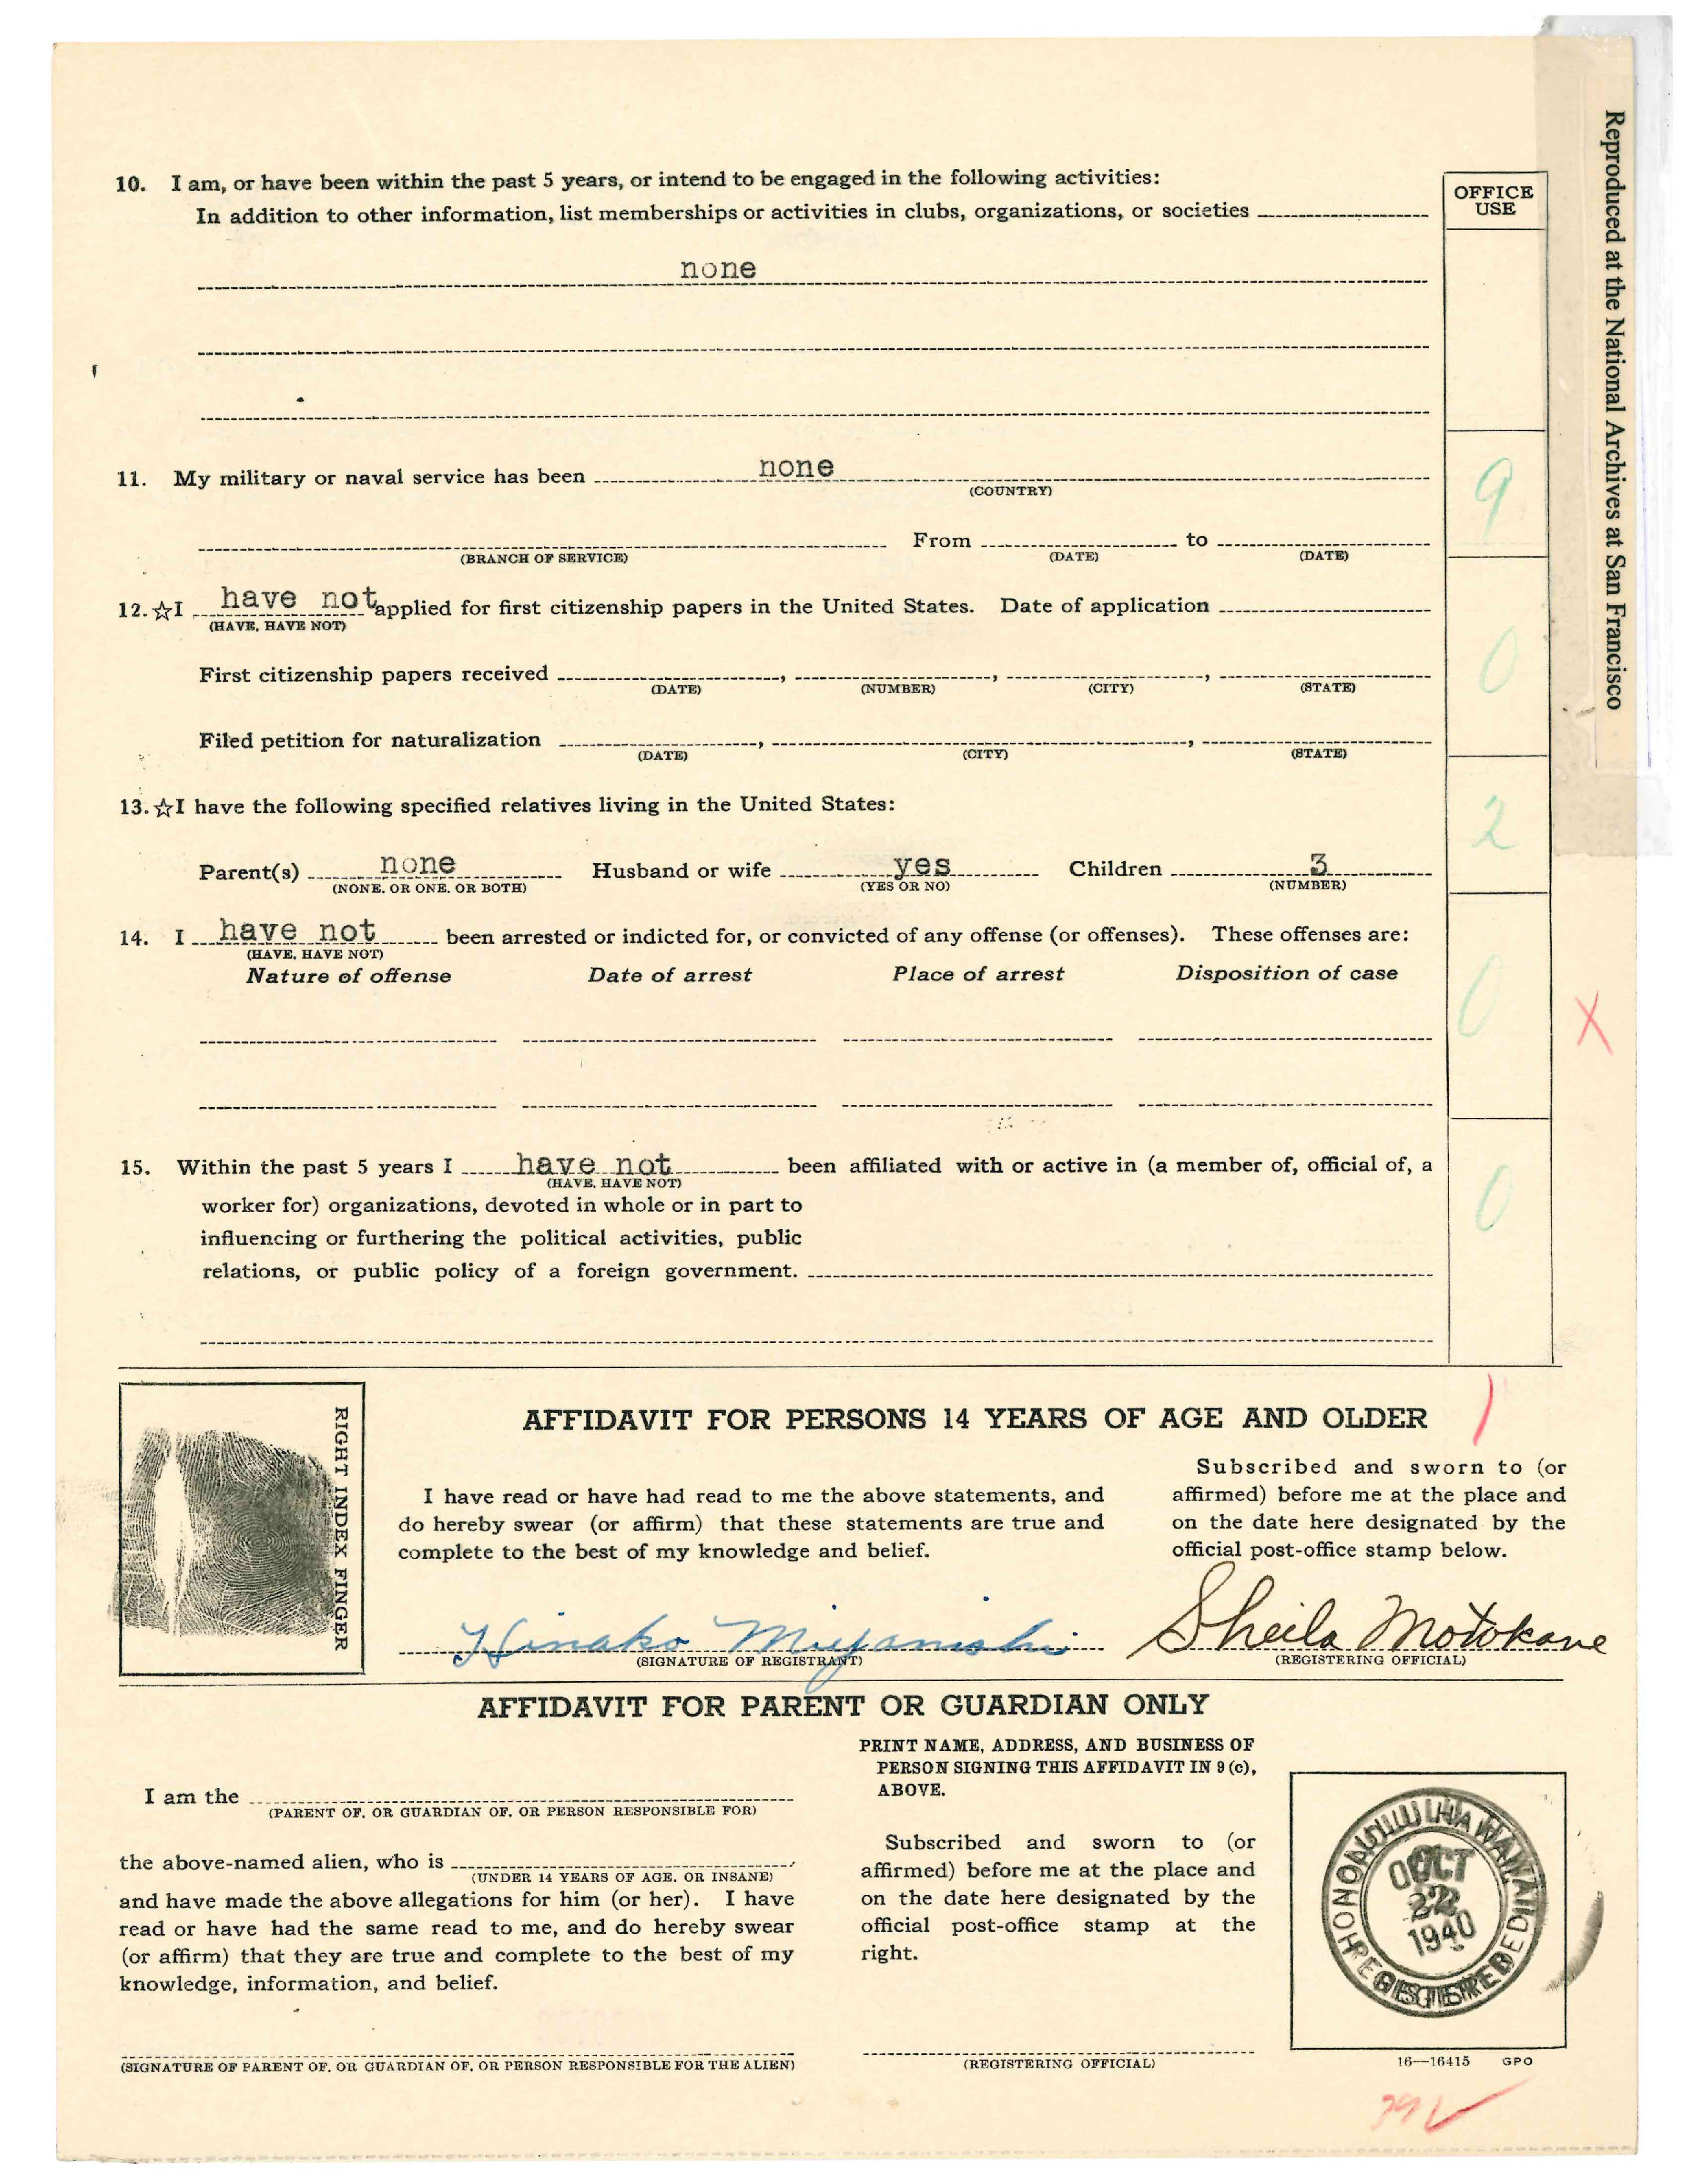 Reproduced at the National Archives at San Francisco
10. I am, or have been within the past 5 years, or intend to be engaged in the following activities:
In addition to other information, list memberships or activities in clubs, organizations, or societies
OFFICE
USE
none
11. My military or naval service has been none
(COUNTRY)
9
From to
(BRANCH OF SERVICE) (DATE) (DATE)
12. ☆I have not applied for first citizenship papers in the United States. Date of application
(HAVE, HAVE NOT)
0
First citizenship papers received , , ,
(DATE) (NUMBER) (CITY) (STATE)
Filed petition for naturalization , ,
(DATE) (CITY) (STATE)
13. ☆I have the following specified relatives living in the United States:
2
Parent(s) none Husband or wife yes Children 3
(NONE, OR ONE, OR BOTH) (YES OR NO) (NUMBER)
14. I have not been arrested or indicted for, or convicted of any offense (or offenses). These offenses are:
(HAVE, HAVE NOT)
Nature of offense Date of arrest Place of arrest Disposition of case
0
X
15. Within the past 5 years I have not been affiliated with or active in (a member of, official of, a
(HAVE, HAVE NOT)
0
worker for) organizations, devoted in whole or in part to
influencing or furthering the political activities, public
relations, or public policy of a foreign government.
RIGHT INDEX FINGER
AFFIDAVIT FOR PERSONS 14 YEARS OF AGE AND OLDER
I have read or have had read to me the above statements, and
do hereby swear (or affirm) that these statements are true and
complete to the best of my knowledge and belief.
Subscribed and sworn to (or
affirmed) before me at the place and
on the date here designated by the
official post-office stamp below.
Hinako Miyanishi
(SIGNATURE OF REGISTRANT)
Sheila Motokane
(REGISTERING OFFICIAL)
AFFIDAVIT FOR PARENT OR GUARDIAN ONLY
I am the
(PARENT OF, OR GUARDIAN OF, OR PERSON RESPONSIBLE FOR)
the above-named alien, who is
(UNDER 14 YEARS OF AGE, OR INSANE)
and have made the above allegations for him (or her). I have
read or have had the same read to me, and do hereby swear
(or affirm) that they are true and complete to the best of my
knowledge, information, and belief.
(SIGNATURE OF PARENT OF, OR GUARDIAN OF, OR PERSON RESPONSIBLE FOR THE ALIEN)
PRINT NAME, ADDRESS, AND BUSINESS OF
PERSON SIGNING THIS AFFIDAVIT IN 9 (c),
ABOVE.
Subscribed and sworn to (or
affirmed) before me at the place and
on the date here designated by the
official post-office stamp at the
right.
(REGISTERING OFFICIAL)
HONOLULU HAWAII
OCT
22
1940
REGISTERED
16—16415 GPO